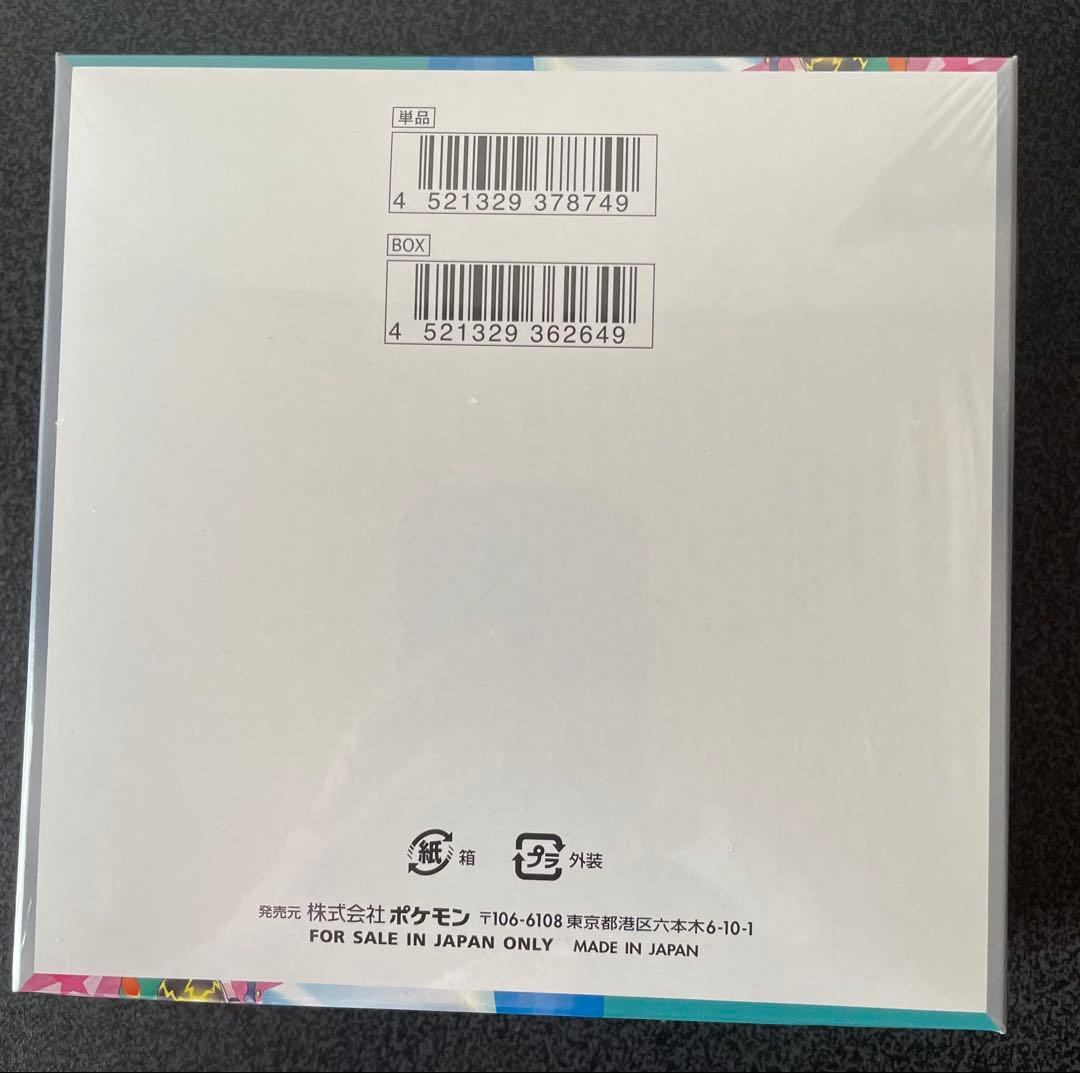 単品
4 521329 378749
BOX
4 521329 362649
紙 箱 プラ 外装
発売元 株式会社 ポケモン 〒106-6108 東京都港区六本木6-10-1
FOR SALE IN JAPAN ONLY MADE IN JAPAN